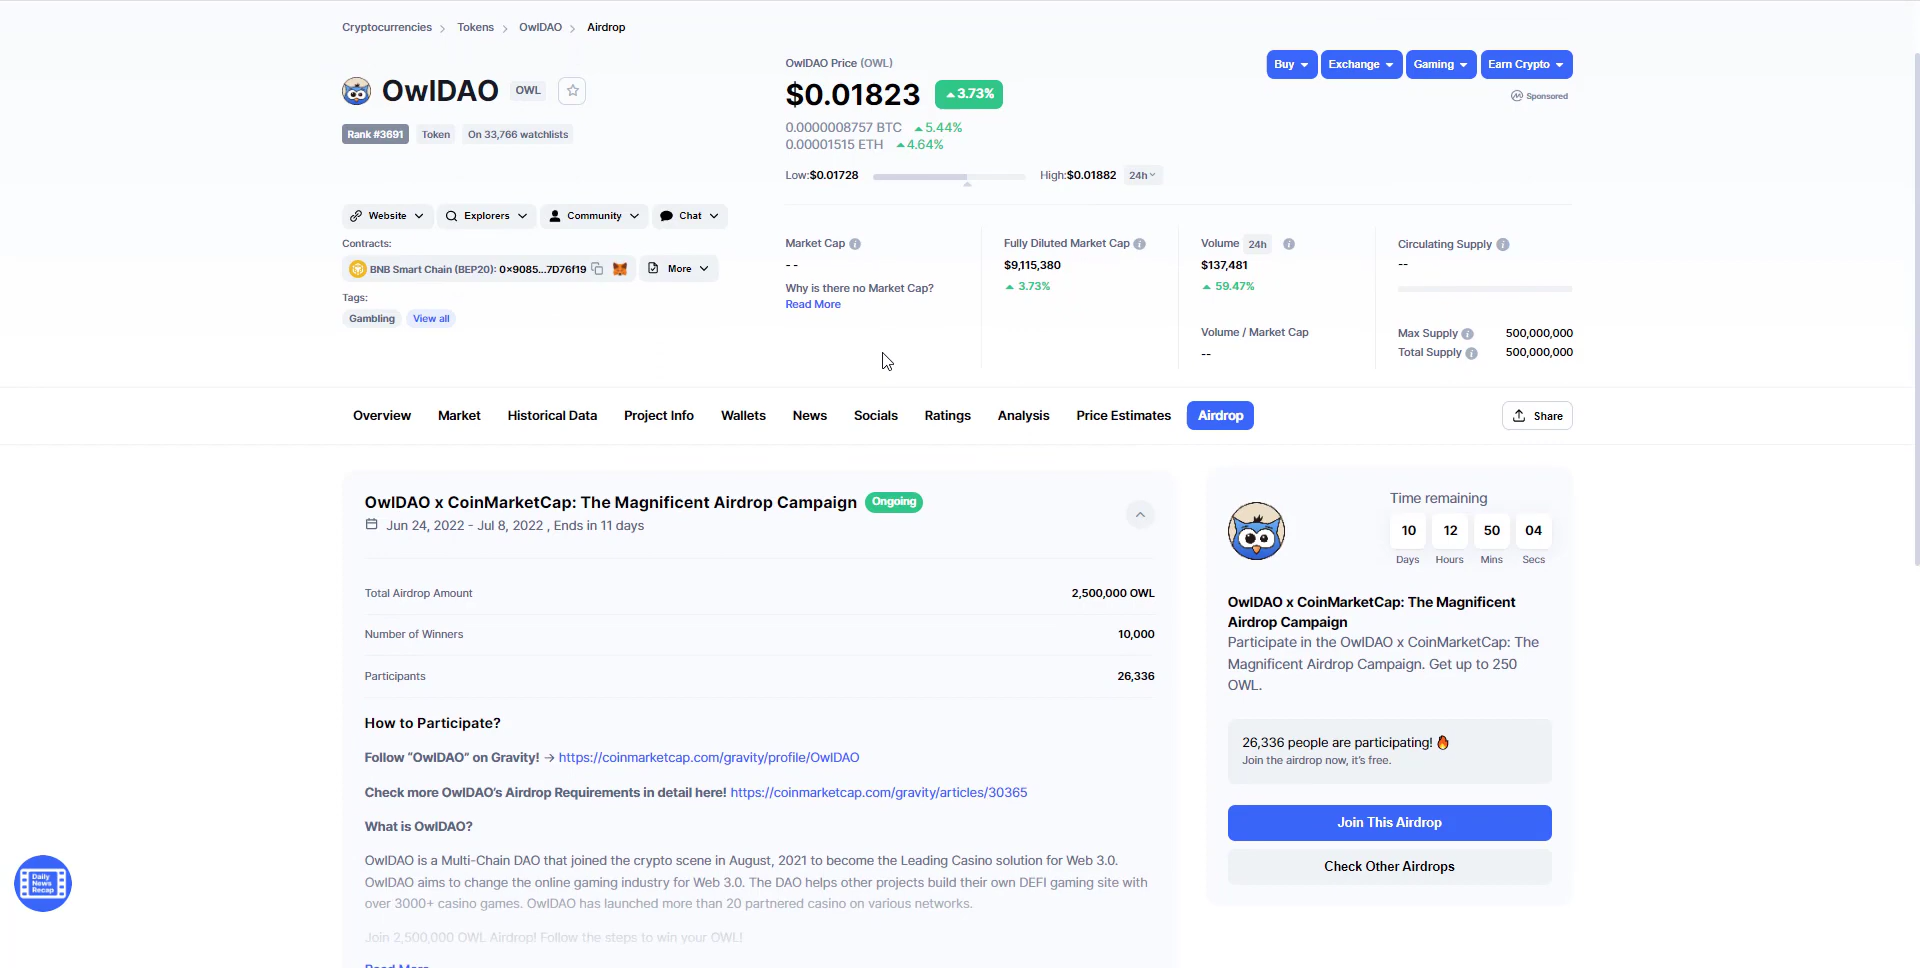 Cryptocurrencies > Tokens > OwlDAO > Airdrop
OwlDAO OWL
Rank #3691 Token On 33,766 watchlists
OwlDAO Price (OWL)
$0.01823 3.73%
0.0000008757 BTC 5.44%
0.00001515 ETH 4.64%
Low:$0.01728 High:$0.01882 24h
Buy Exchange Gaming Earn Crypto
Sponsored
Website Explorers Community Chat
Contracts:
BNB Smart Chain (BEP20): 0x9085...7D76f19 More
Tags:
Gambling View all
Market Cap
- -
Why is there no Market Cap?
Read More
Fully Diluted Market Cap
$9,115,380
3.73%
Volume 24h
$137,481
59.47%
Volume / Market Cap
--
Circulating Supply
--
Max Supply 500,000,000
Total Supply 500,000,000
Overview Market Historical Data Project Info Wallets News Socials Ratings Analysis Price Estimates Airdrop Share
OwlDAO x CoinMarketCap: The Magnificent Airdrop Campaign Ongoing
Jun 24, 2022 - Jul 8, 2022 , Ends in 11 days
Total Airdrop Amount 2,500,000 OWL
Number of Winners 10,000
Participants 26,336
How to Participate?
Follow “OwlDAO” on Gravity! → https://coinmarketcap.com/gravity/profile/OwlDAO
Check more OwlDAO’s Airdrop Requirements in detail here! https://coinmarketcap.com/gravity/articles/30365
What is OwlDAO?
OwlDAO is a Multi-Chain DAO that joined the crypto scene in August, 2021 to become the Leading Casino solution for Web 3.0.
OwlDAO aims to change the online gaming industry for Web 3.0. The DAO helps other projects build their own DEFI gaming site with
over 3000+ casino games. OwlDAO has launched more than 20 partnered casino on various networks.
Join 2,500,000 OWL Airdrop! Follow the steps to win your OWL!
Read More
Time remaining
10 12 50 04
Days Hours Mins Secs
OwlDAO x CoinMarketCap: The Magnificent
Airdrop Campaign
Participate in the OwlDAO x CoinMarketCap: The
Magnificent Airdrop Campaign. Get up to 250
OWL.
26,336 people are participating! 🔥
Join the airdrop now, it’s free.
Join This Airdrop
Check Other Airdrops
Daily
News
Recap